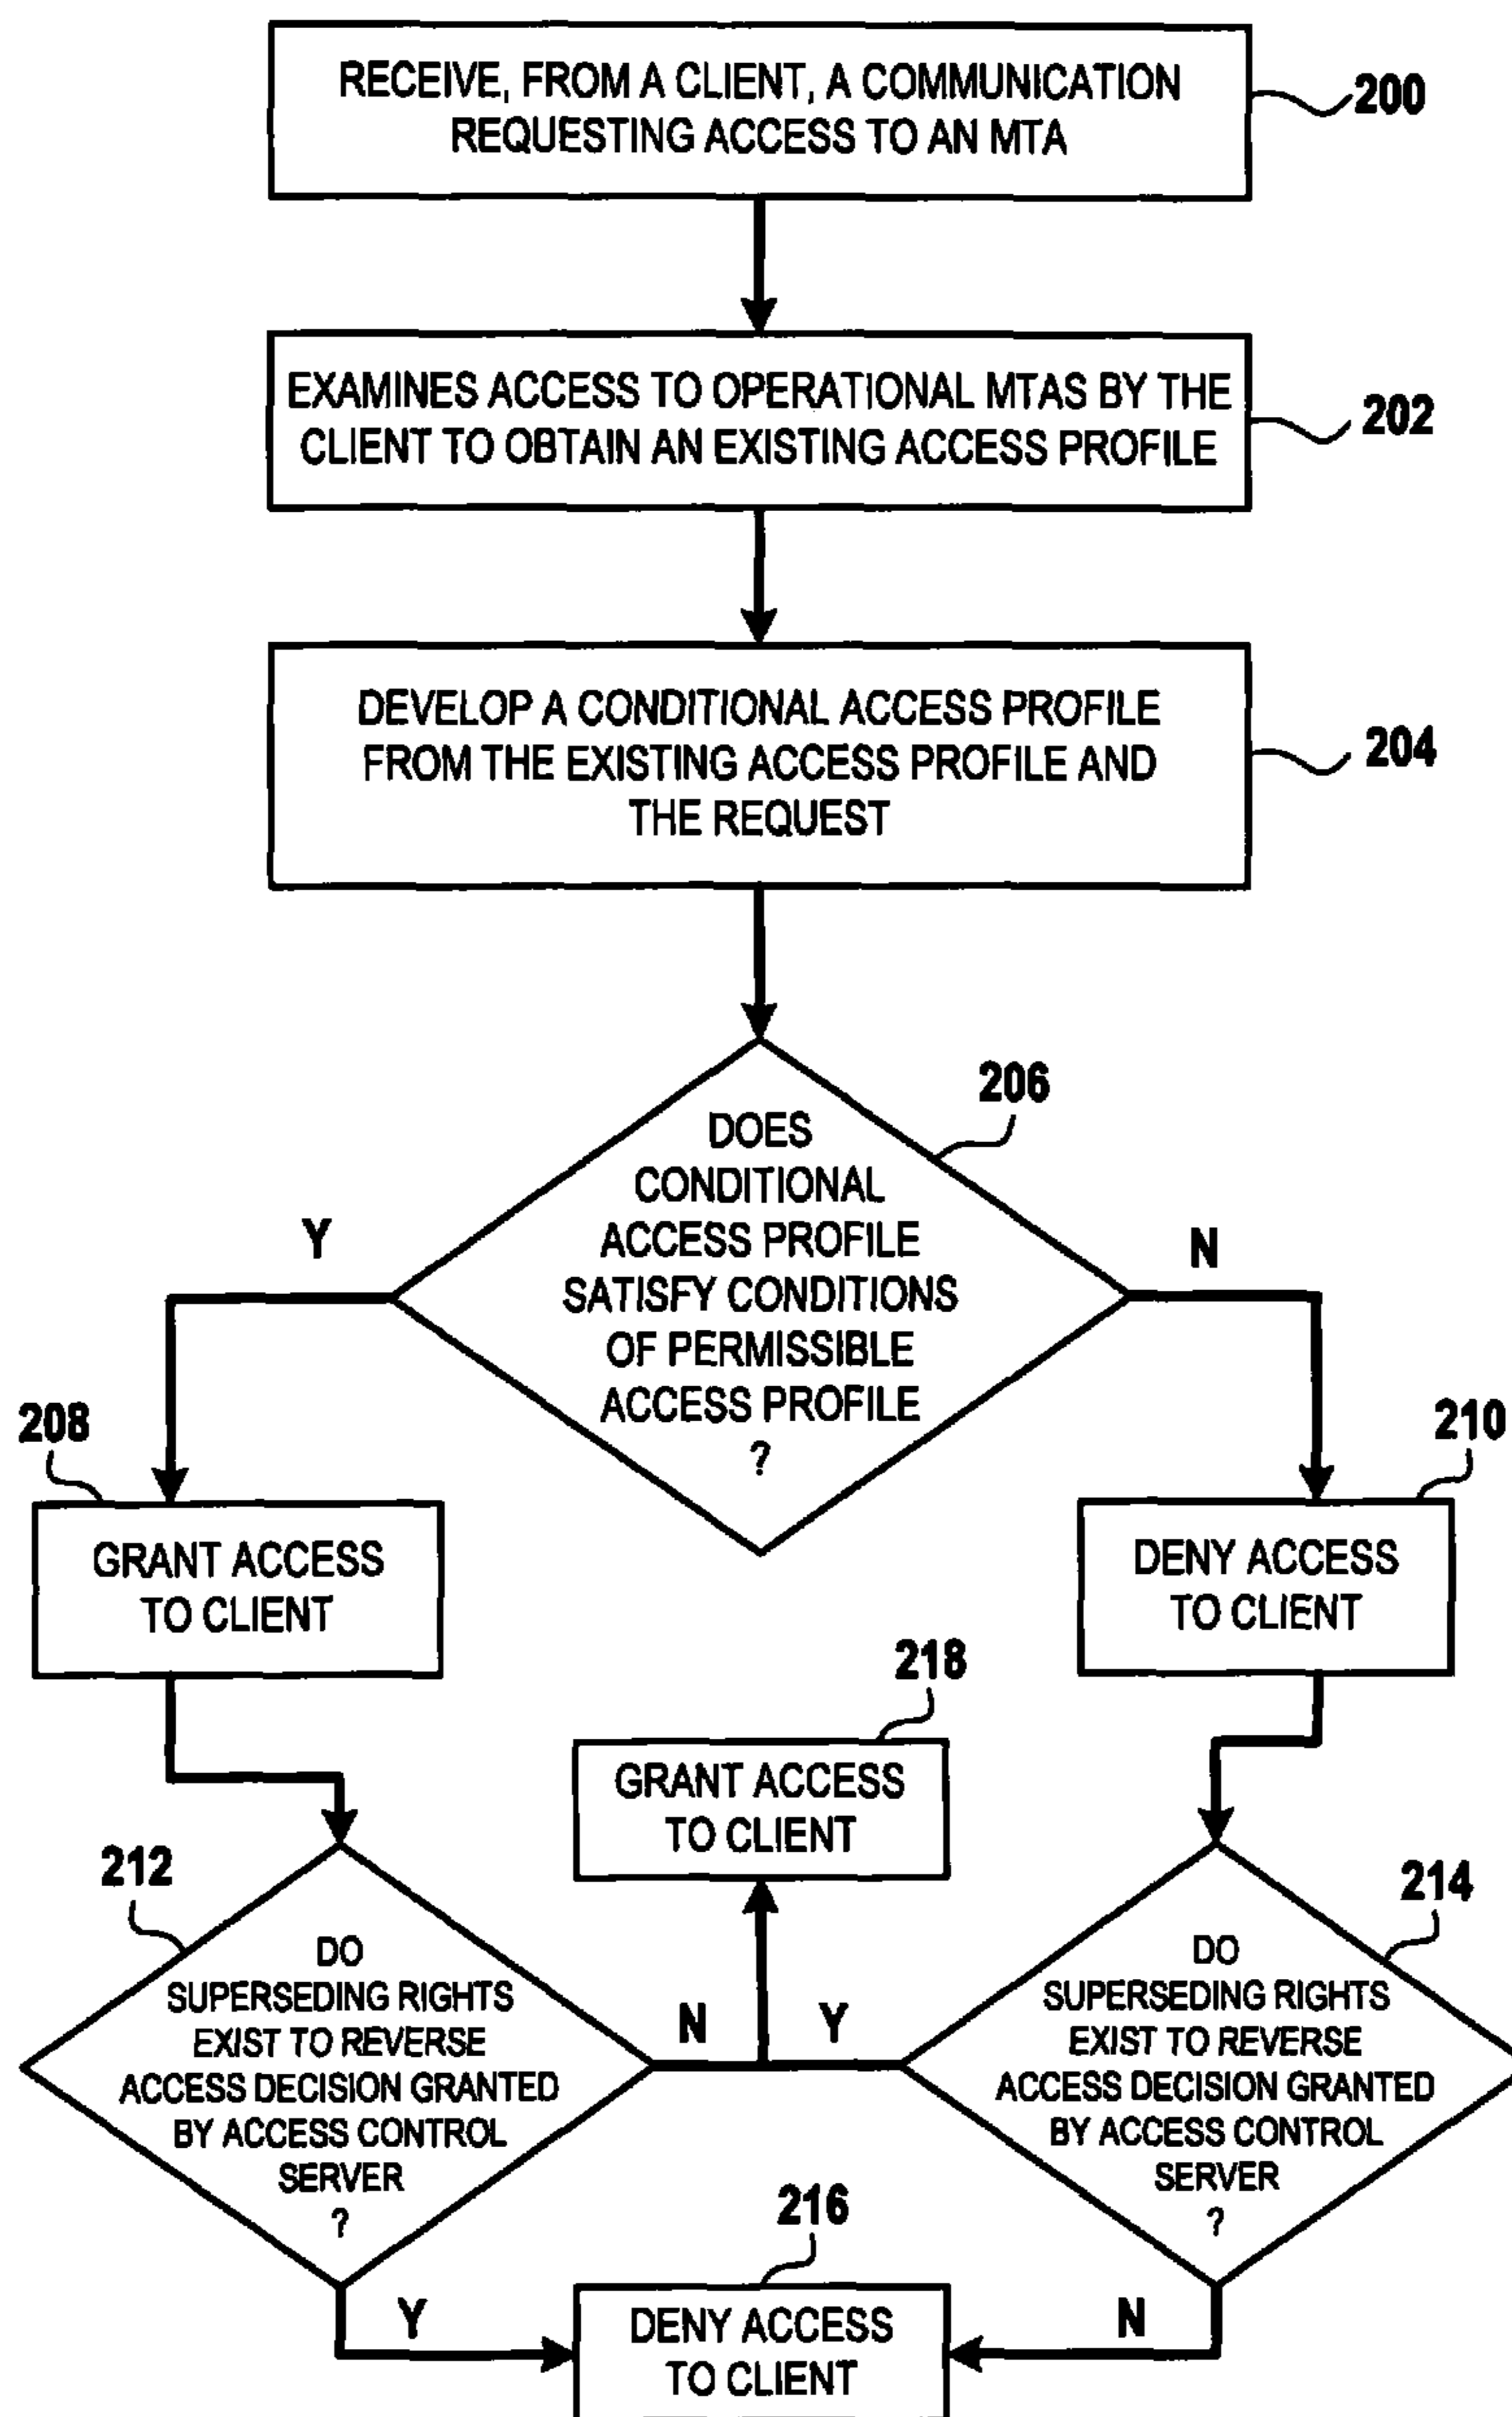 RECEIVE, FROM A CLIENT, A COMMUNICATION
REQUESTING ACCESS TO AN MTA
200
EXAMINES ACCESS TO OPERATIONAL MTAS BY THE
CLIENT TO OBTAIN AN EXISTING ACCESS PROFILE
202
DEVELOP A CONDITIONAL ACCESS PROFILE
FROM THE EXISTING ACCESS PROFILE AND
THE REQUEST
204
206
DOES
CONDITIONAL
ACCESS PROFILE
SATISFY CONDITIONS
OF PERMISSIBLE
ACCESS PROFILE
?
Y
N
208
GRANT ACCESS
TO CLIENT
210
DENY ACCESS
TO CLIENT
218
GRANT ACCESS
TO CLIENT
212
DO
SUPERSEDING RIGHTS
EXIST TO REVERSE
ACCESS DECISION GRANTED
BY ACCESS CONTROL
SERVER
?
N
Y
214
DO
SUPERSEDING RIGHTS
EXIST TO REVERSE
ACCESS DECISION GRANTED
BY ACCESS CONTROL
SERVER
?
216
Y
DENY ACCESS
TO CLIENT
N